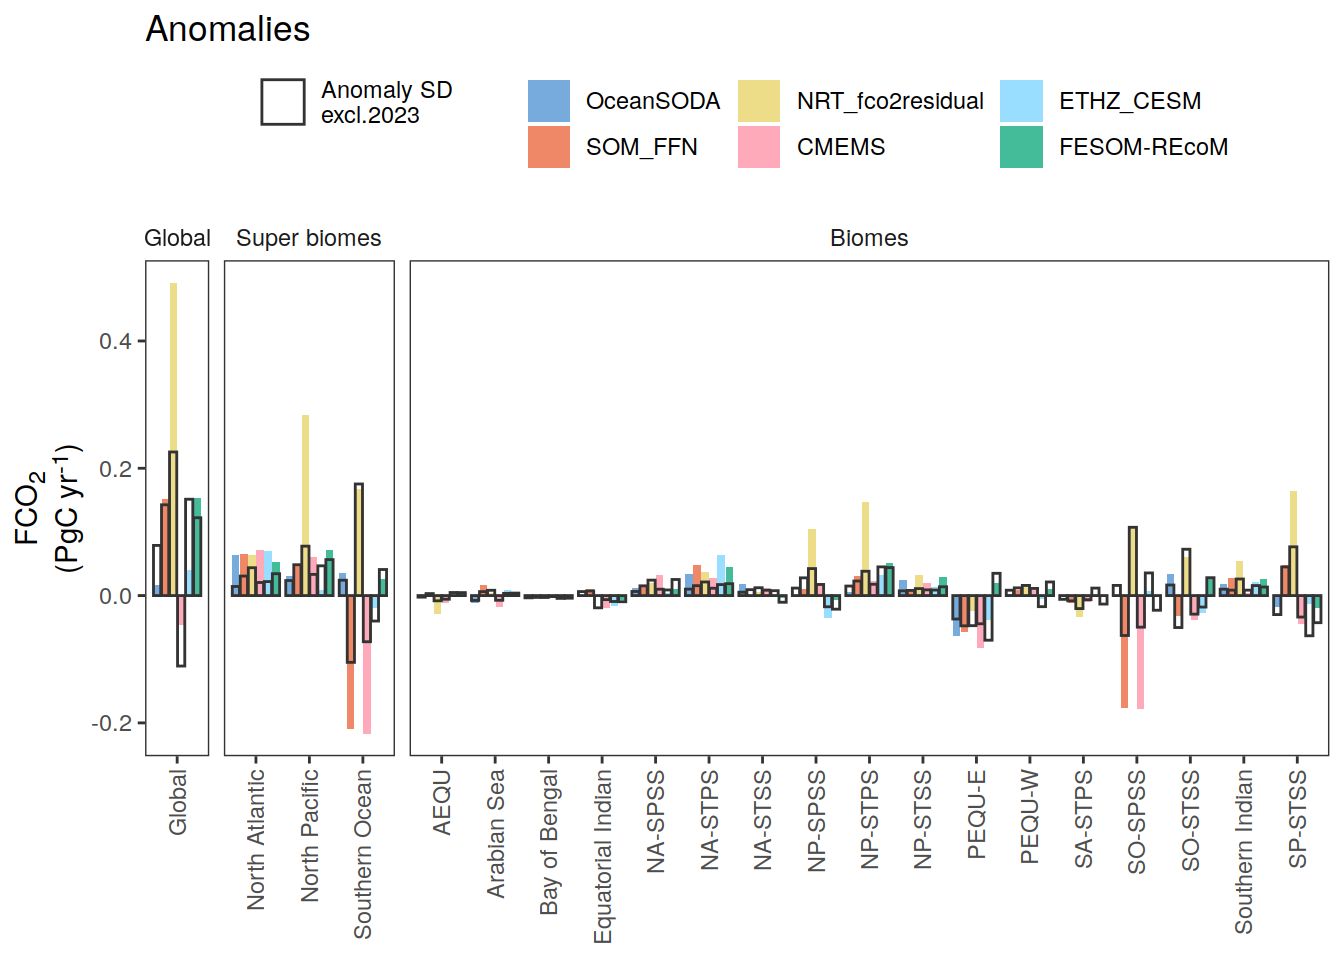 Anomalies
Anomaly SD
excl.2023
OceanSODA
NRT_fco2residual
ETHZ_CESM
SOM_FFN
CMEMS
FESOM-REcoM
Global
Super biomes
Biomes
FCO2
(PgC yr-1)
0.4
0.2
0.0
-0.2
Global
North Atlantic
North Pacific
Southern Ocean
AEQU
Arabian Sea
Bay of Bengal
Equatorial Indian
NA-SPSS
NA-STPS
NA-STSS
NP-SPSS
NP-STPS
NP-STSS
PEQU-E
PEQU-W
SA-STPS
SO-SPSS
SO-STSS
Southern Indian
SP-STSS